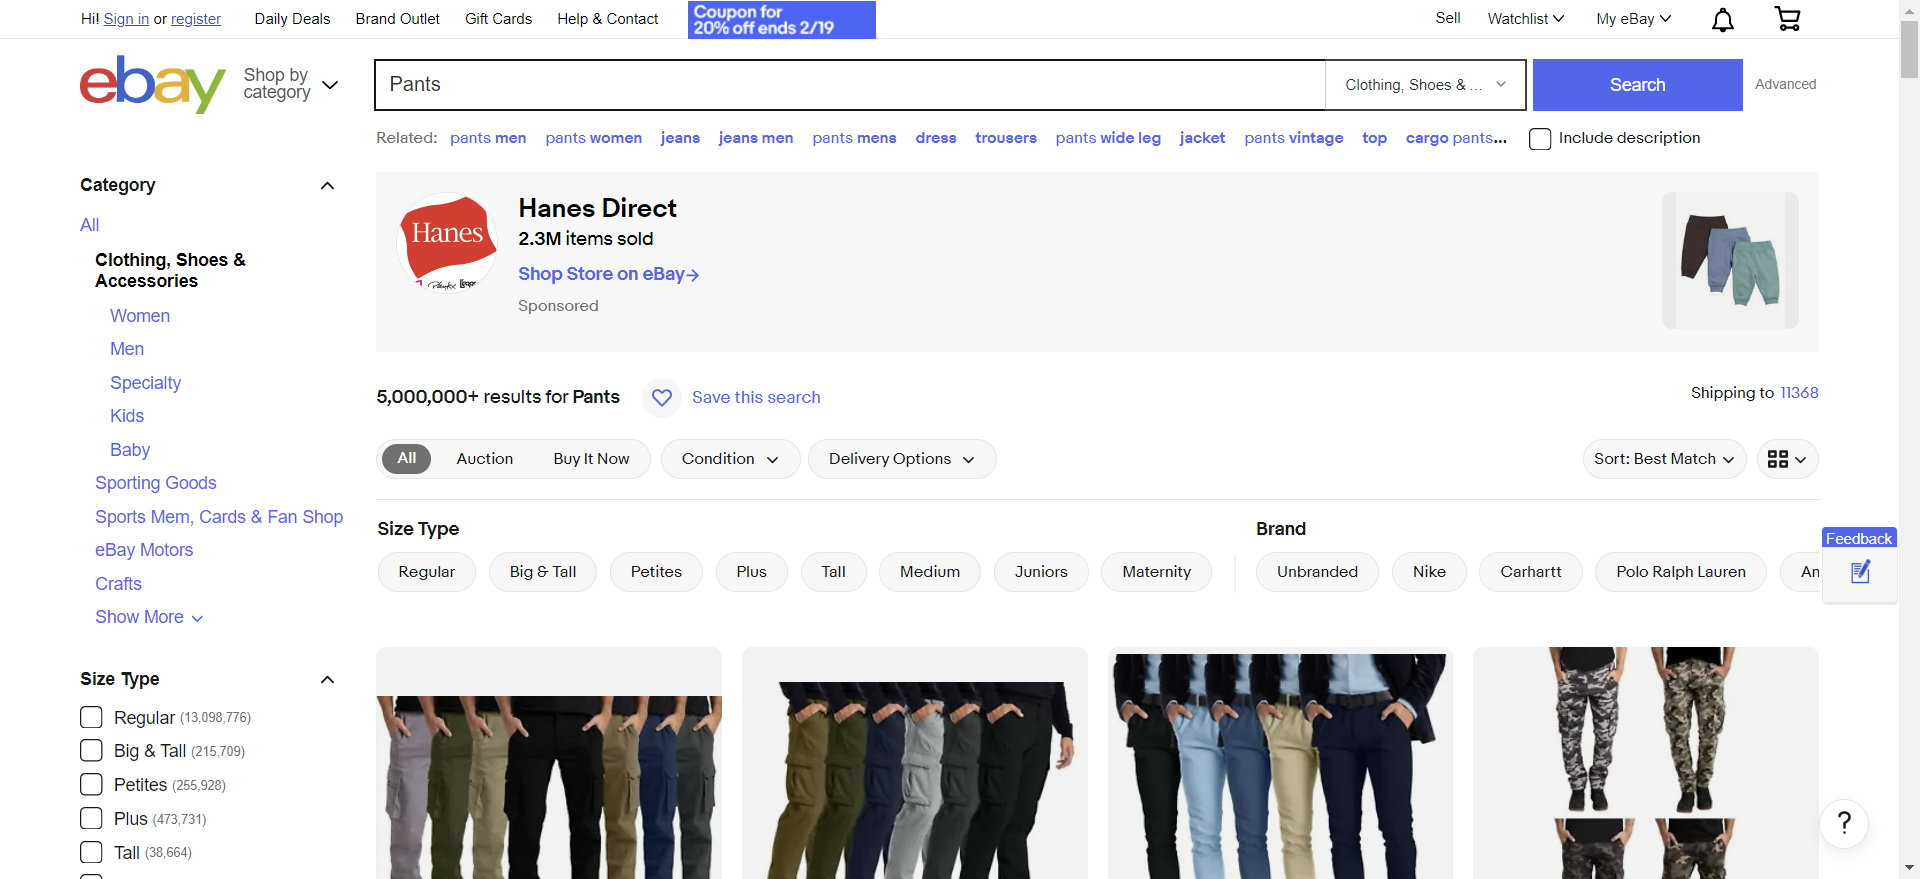 Hi! Sign in or register
Daily Deals
Brand Outlet
Gift Cards
Help & Contact
Coupon for
20% off ends 2/19
Sell
Watchlist
My eBay
ebay
Shop by
category
Pants
Clothing, Shoes & ...
Search
Advanced
Related: pants men pants women jeans jeans men pants mens dress trousers pants wide leg jacket pants vintage top cargo pants...
Include description
Category
All
Clothing, Shoes &
Accessories
Women
Men
Specialty
Kids
Baby
Sporting Goods
Sports Mem, Cards & Fan Shop
eBay Motors
Crafts
Show More
Size Type
Regular (13,098,776)
Big & Tall (215,709)
Petites (255,928)
Plus (473,731)
Tall (38,664)
Hanes
Hanes Direct
2.3M items sold
Shop Store on eBay→
Sponsored
5,000,000+ results for Pants
Save this search
Shipping to 11368
All
Auction
Buy It Now
Condition
Delivery Options
Sort: Best Match
Size Type
Regular
Big & Tall
Petites
Plus
Tall
Medium
Juniors
Maternity
Brand
Unbranded
Nike
Carhartt
Polo Ralph Lauren
An
Feedback
?